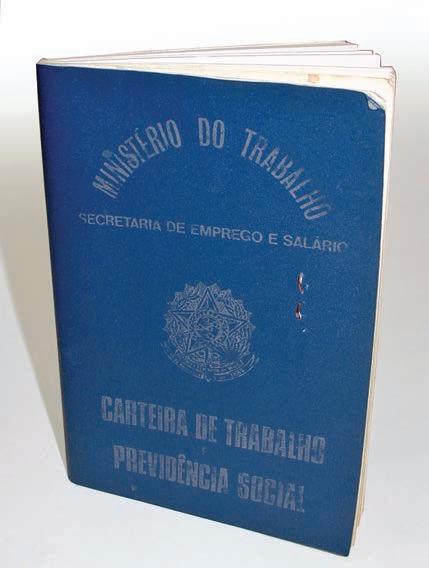 MINISTÉRIO DO TRABALHO
SECRETARIA DE EMPREGO E SALÁRIO
CARTEIRA DE TRABALHO
E
PREVIDÊNCIA SOCIAL